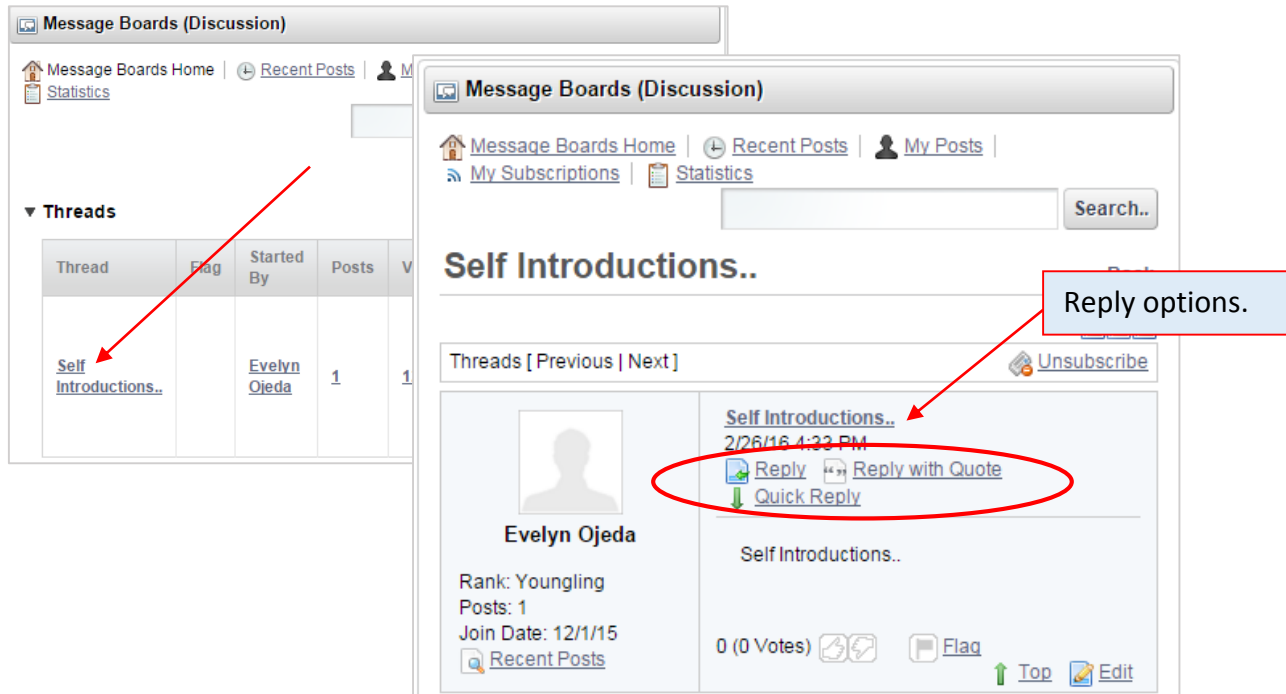 Message Boards (Discussion)
Message Boards Home | Recent Posts | M
Statistics
Threads
Thread Flag Started By Posts V
Self Introductions.. Evelyn Ojeda 1 1
Message Boards (Discussion)
Message Boards Home | Recent Posts | My Posts |
My Subscriptions | Statistics
Search..
Self Introductions..
Reply options.
Threads [ Previous | Next ] Unsubscribe
Self Introductions..
2/26/16 4:33 PM
Reply Reply with Quote
Quick Reply
Self Introductions..
Evelyn Ojeda
Rank: Youngling
Posts: 1
Join Date: 12/1/15
Recent Posts
0 (0 Votes) Flag
Top Edit